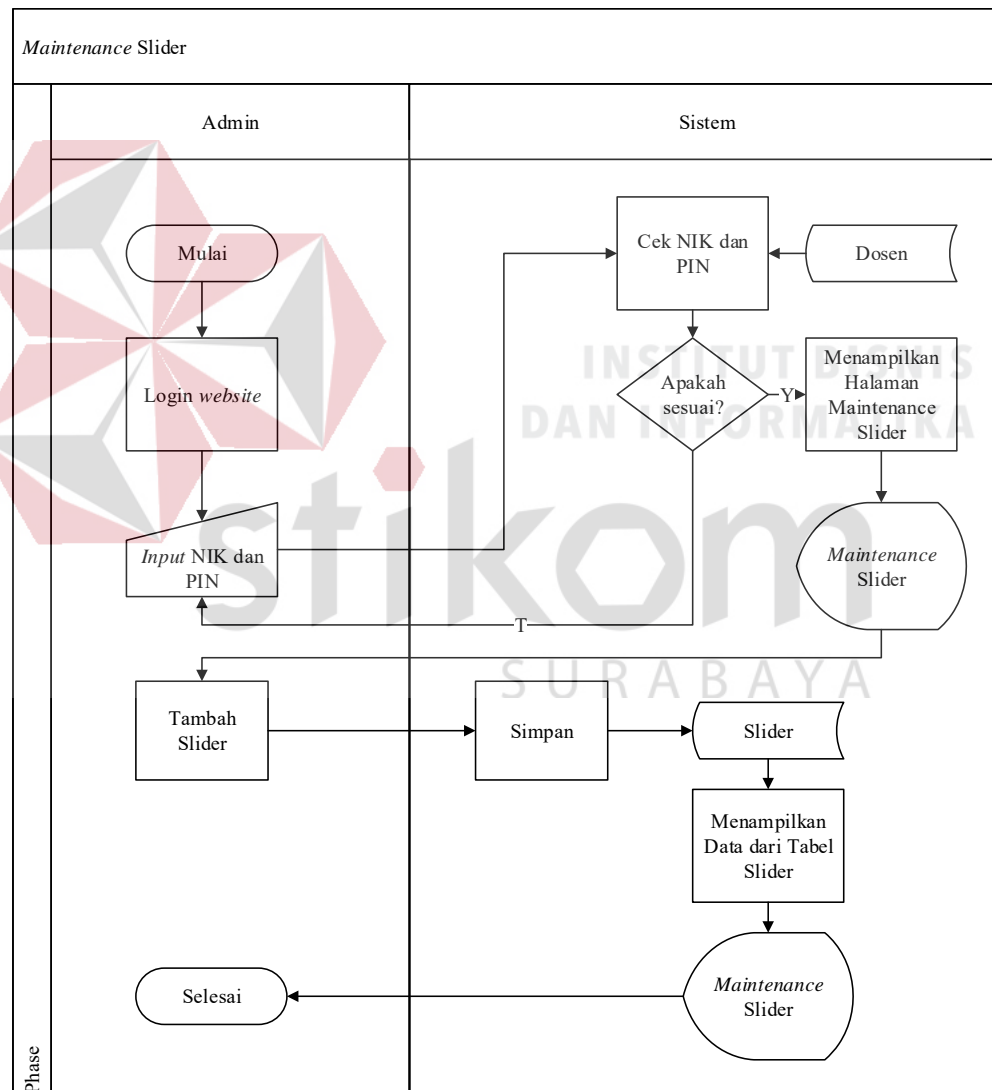 Maintenance Slider
Admin
Sistem
Mulai
Cek NIK dan
PIN
Dosen
Login website
Apakah
sesuai?
Y
Menampilkan
Halaman
Maintenance
Slider
INSTITUT BISNIS
DAN INFORMATIKA
Input NIK dan
PIN
Maintenance
Slider
T
stikom
SURABAYA
Tambah
Slider
Simpan
Slider
Menampilkan
Data dari Tabel
Slider
Selesai
Maintenance
Slider
Phase